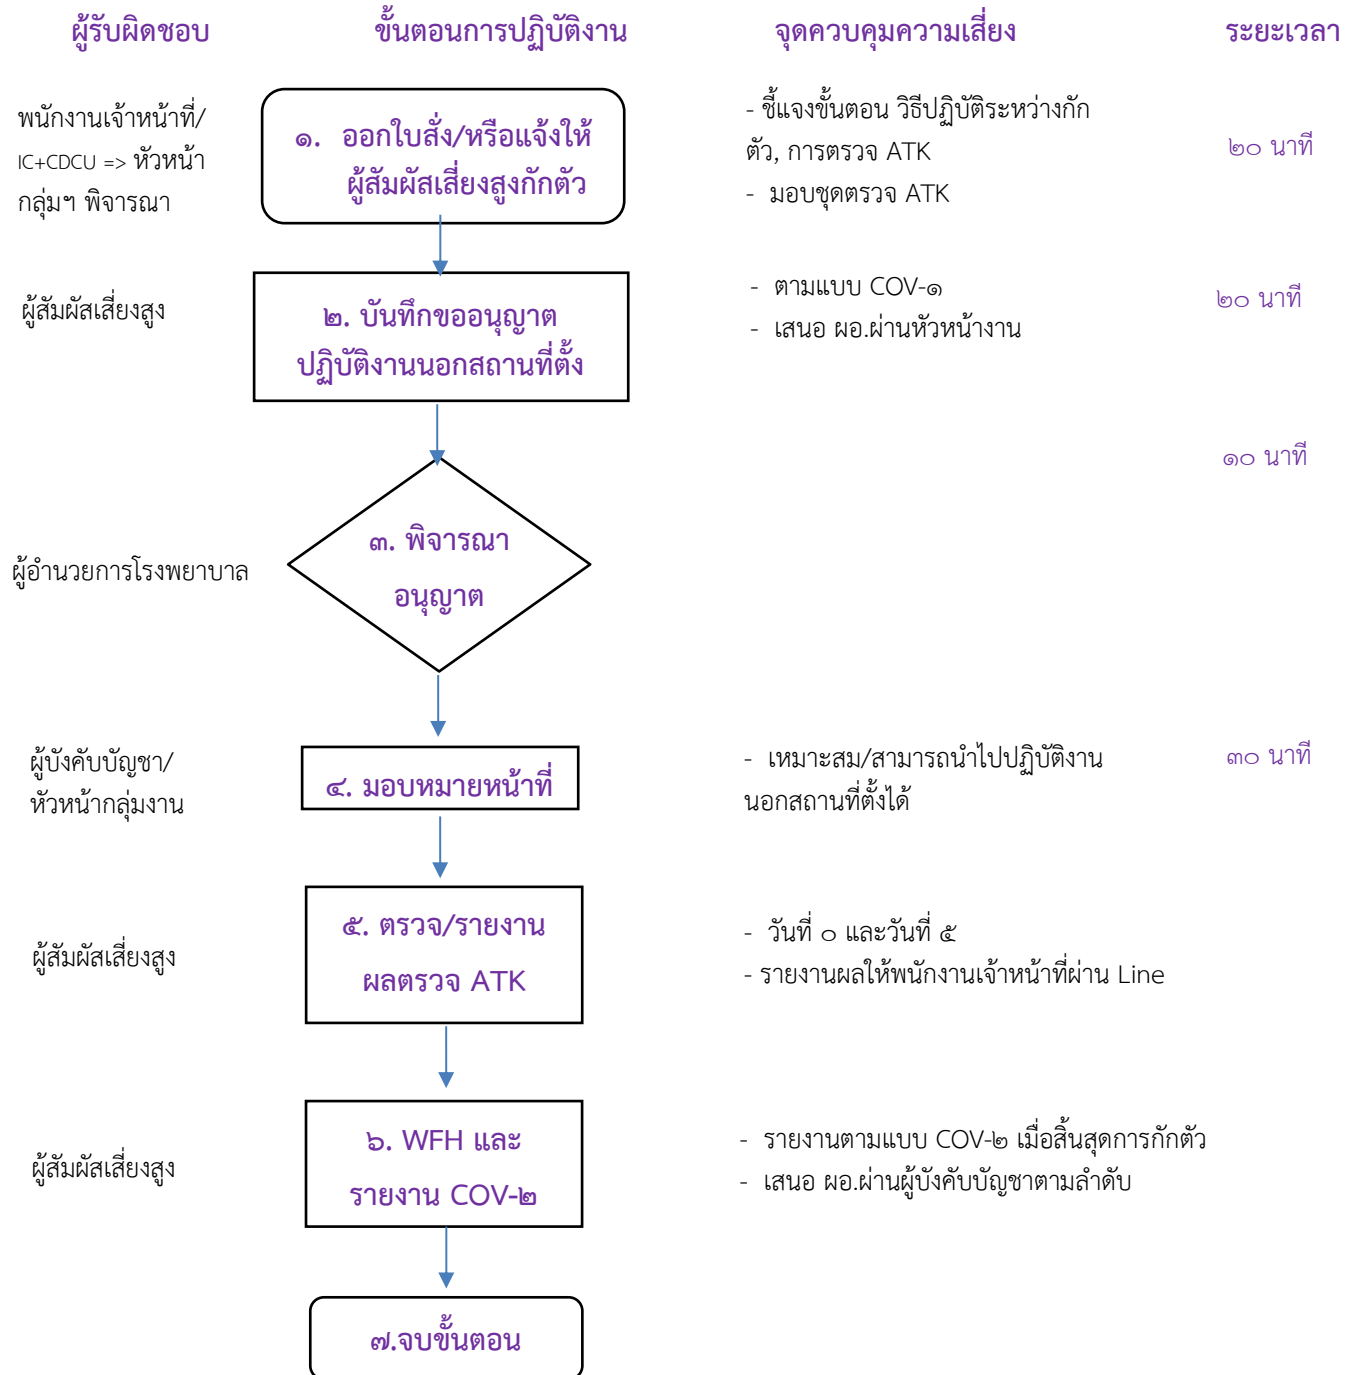 ผู้รับผิดชอบ ขั้นตอนการปฏิบัติงาน จุดควบคุมความเสี่ยง ระยะเวลา
พนักงานเจ้าหน้าที่/
IC+CDCU => หัวหน้า
กลุ่มฯ พิจารณา
๑. ออกใบสั่ง/หรือแจ้งให้
ผู้สัมผัสเสี่ยงสูงกักตัว
- ชี้แจงขั้นตอน วิธีปฏิบัติระหว่างกัก
ตัว, การตรวจ ATK
- มอบชุดตรวจ ATK
๒๐ นาที
ผู้สัมผัสเสี่ยงสูง
๒. บันทึกขออนุญาต
ปฏิบัติงานนอกสถานที่ตั้ง
- ตามแบบ COV-๑
- เสนอ ผอ.ผ่านหัวหน้างาน
๒๐ นาที
๑๐ นาที
ผู้อำนวยการโรงพยาบาล
๓. พิจารณา
อนุญาต
ผู้บังคับบัญชา/
หัวหน้ากลุ่มงาน
๔. มอบหมายหน้าที่
- เหมาะสม/สามารถนำไปปฏิบัติงาน
นอกสถานที่ตั้งได้
๓๐ นาที
ผู้สัมผัสเสี่ยงสูง
๕. ตรวจ/รายงาน
ผลตรวจ ATK
- วันที่ ๐ และวันที่ ๕
- รายงานผลให้พนักงานเจ้าหน้าที่ผ่าน Line
ผู้สัมผัสเสี่ยงสูง
๖. WFH และ
รายงาน COV-๒
- รายงานตามแบบ COV-๒ เมื่อสิ้นสุดการกักตัว
- เสนอ ผอ.ผ่านผู้บังคับบัญชาตามลำดับ
๗.จบขั้นตอน